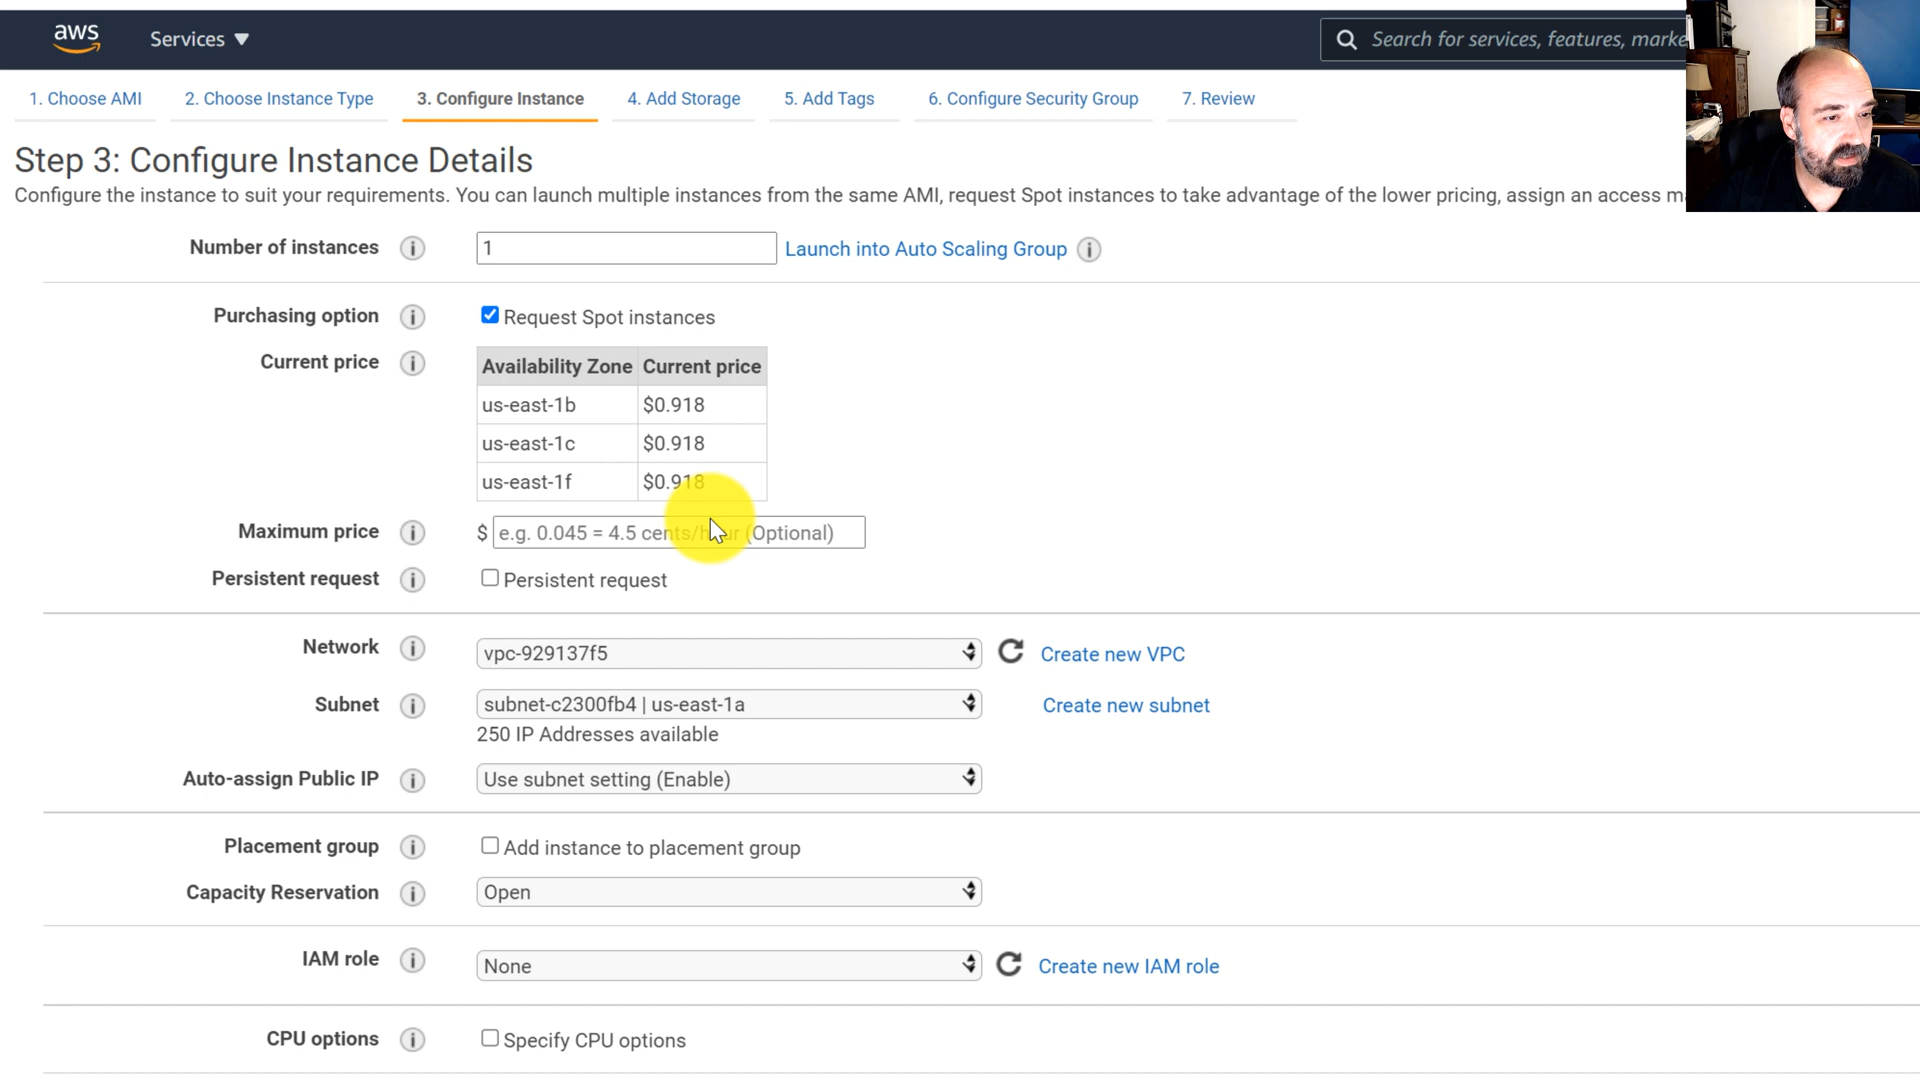 aws
Services
Search for services, features, marke
1. Choose AMI
2. Choose Instance Type
3. Configure Instance
4. Add Storage
5. Add Tags
6. Configure Security Group
7. Review
Step 3: Configure Instance Details
Configure the instance to suit your requirements. You can launch multiple instances from the same AMI, request Spot instances to take advantage of the lower pricing, assign an access m
Number of instances
1
Launch into Auto Scaling Group
Purchasing option
Request Spot instances
Current price
Availability Zone Current price
us-east-1b $0.918
us-east-1c $0.918
us-east-1f $0.918
Maximum price
$ e.g. 0.045 = 4.5 cents/hour (Optional)
Persistent request
Persistent request
Network
vpc-929137f5
Create new VPC
Subnet
subnet-c2300fb4 | us-east-1a
Create new subnet
250 IP Addresses available
Auto-assign Public IP
Use subnet setting (Enable)
Placement group
Add instance to placement group
Capacity Reservation
Open
IAM role
None
Create new IAM role
CPU options
Specify CPU options